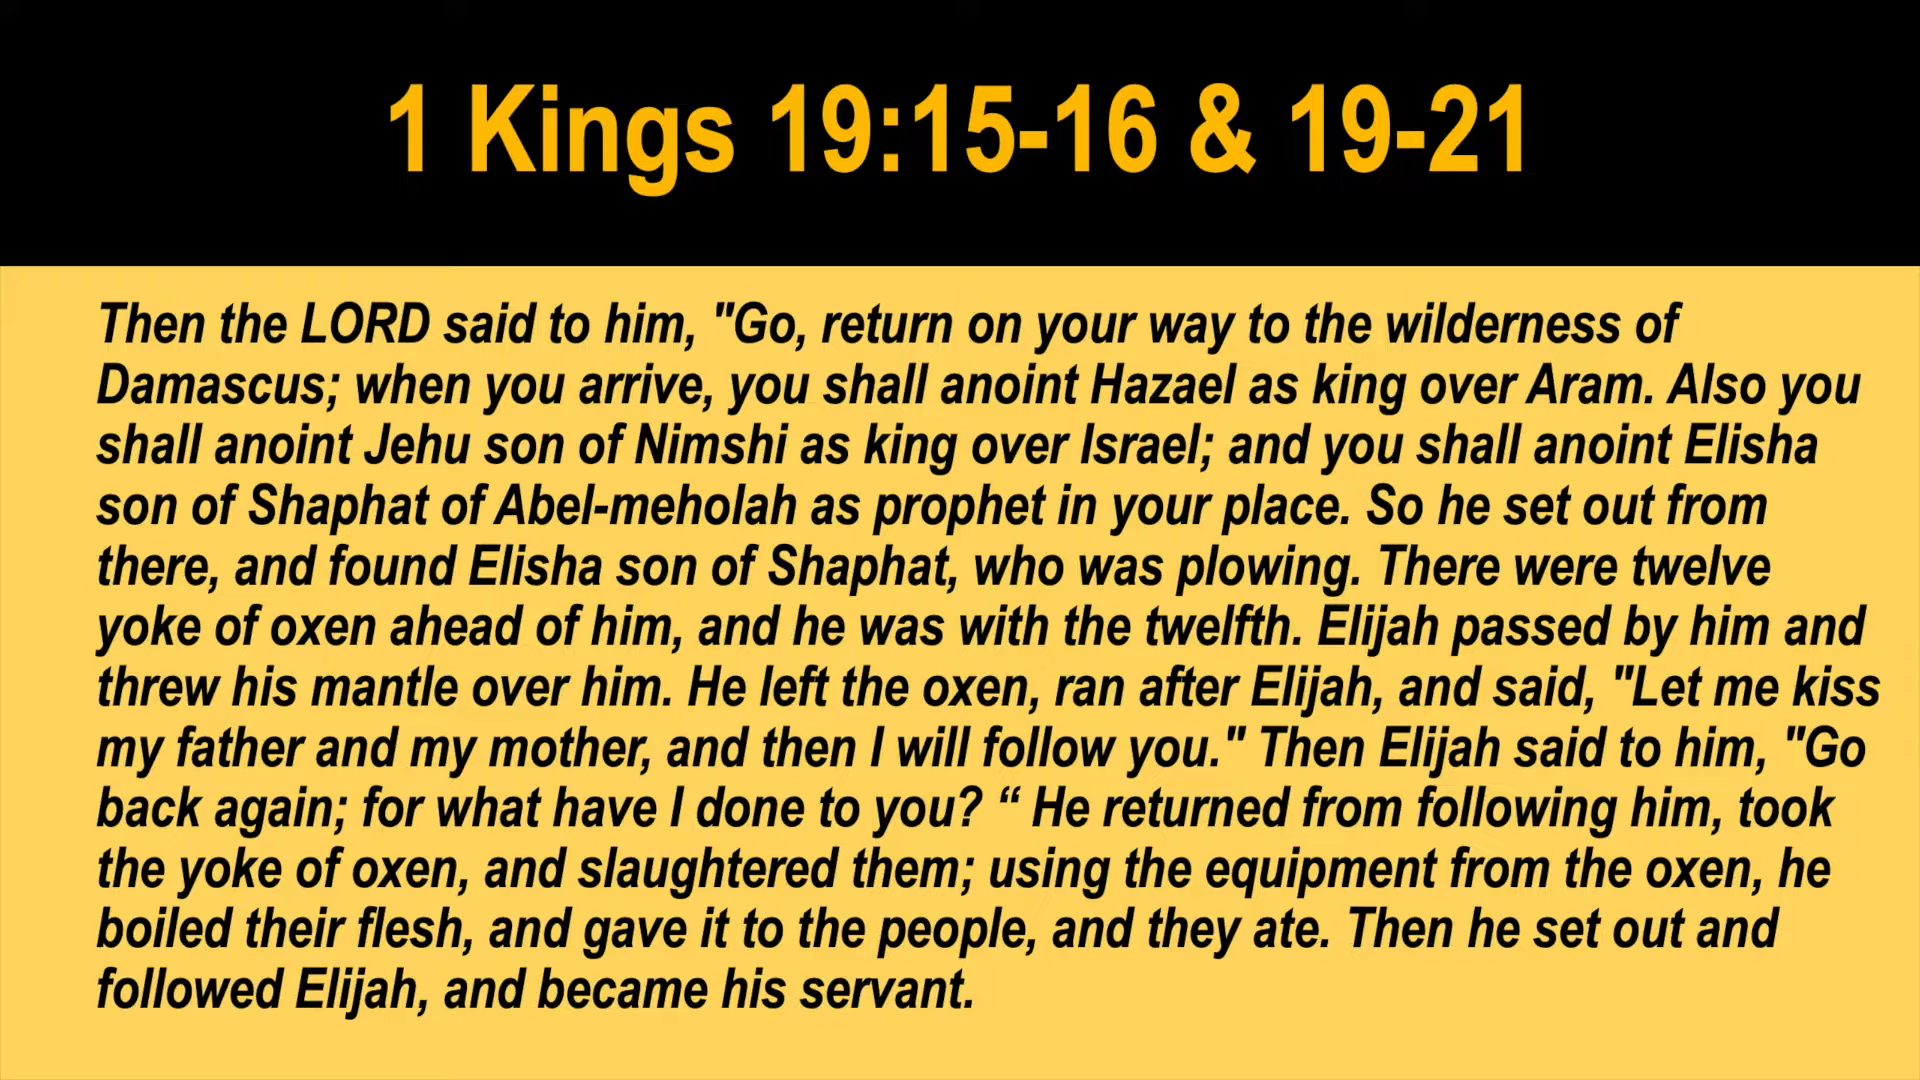 1 Kings 19:15-16 & 19-21
Then the LORD said to him, "Go, return on your way to the wilderness of
Damascus; when you arrive, you shall anoint Hazael as king over Aram. Also you
shall anoint Jehu son of Nimshi as king over Israel; and you shall anoint Elisha
son of Shaphat of Abel-meholah as prophet in your place. So he set out from
there, and found Elisha son of Shaphat, who was plowing. There were twelve
yoke of oxen ahead of him, and he was with the twelfth. Elijah passed by him and
threw his mantle over him. He left the oxen, ran after Elijah, and said, "Let me kiss
my father and my mother, and then I will follow you." Then Elijah said to him, "Go
back again; for what have I done to you? “ He returned from following him, took
the yoke of oxen, and slaughtered them; using the equipment from the oxen, he
boiled their flesh, and gave it to the people, and they ate. Then he set out and
followed Elijah, and became his servant.